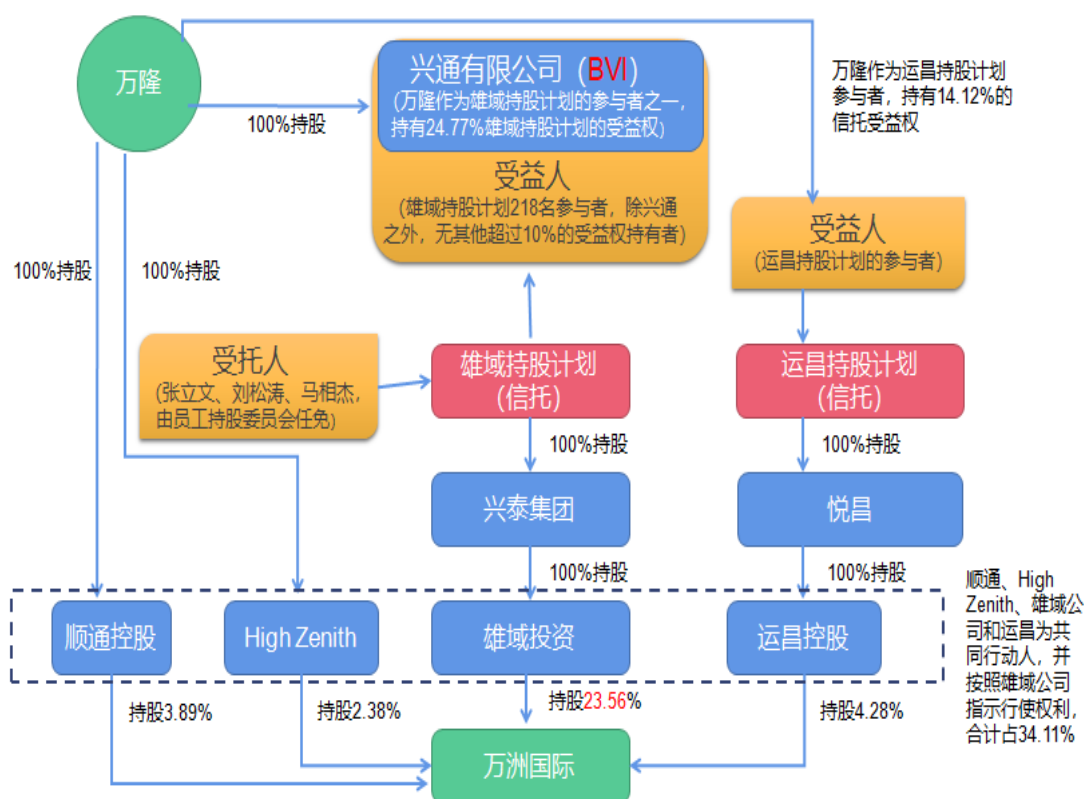 万隆
兴通有限公司（BVI）
(万隆作为雄域持股计划的参与者之一，
持有24.77%雄域持股计划的受益权)
100%持股
受益人
(雄域持股计划218名参与者，除兴通
之外，无其他超过10%的受益权持有者)
万隆作为运昌持股计划
参与者，持有14.12%的
信托受益权
受益人
(运昌持股计划的参与者)
100%持股
100%持股
受托人
(张立文、刘松涛、马相杰，
由员工持股委员会任免)
雄域持股计划
(信托)
运昌持股计划
(信托)
100%持股
100%持股
兴泰集团
悦昌
100%持股
100%持股
顺通控股
High Zenith
雄域投资
运昌控股
顺通、High
Zenith、雄域公
司和运昌为共
同行动人，并
按照雄域公司
指示行使权利，
合计占34.11%
持股3.89%
持股2.38%
持股23.56%
持股4.28%
万洲国际